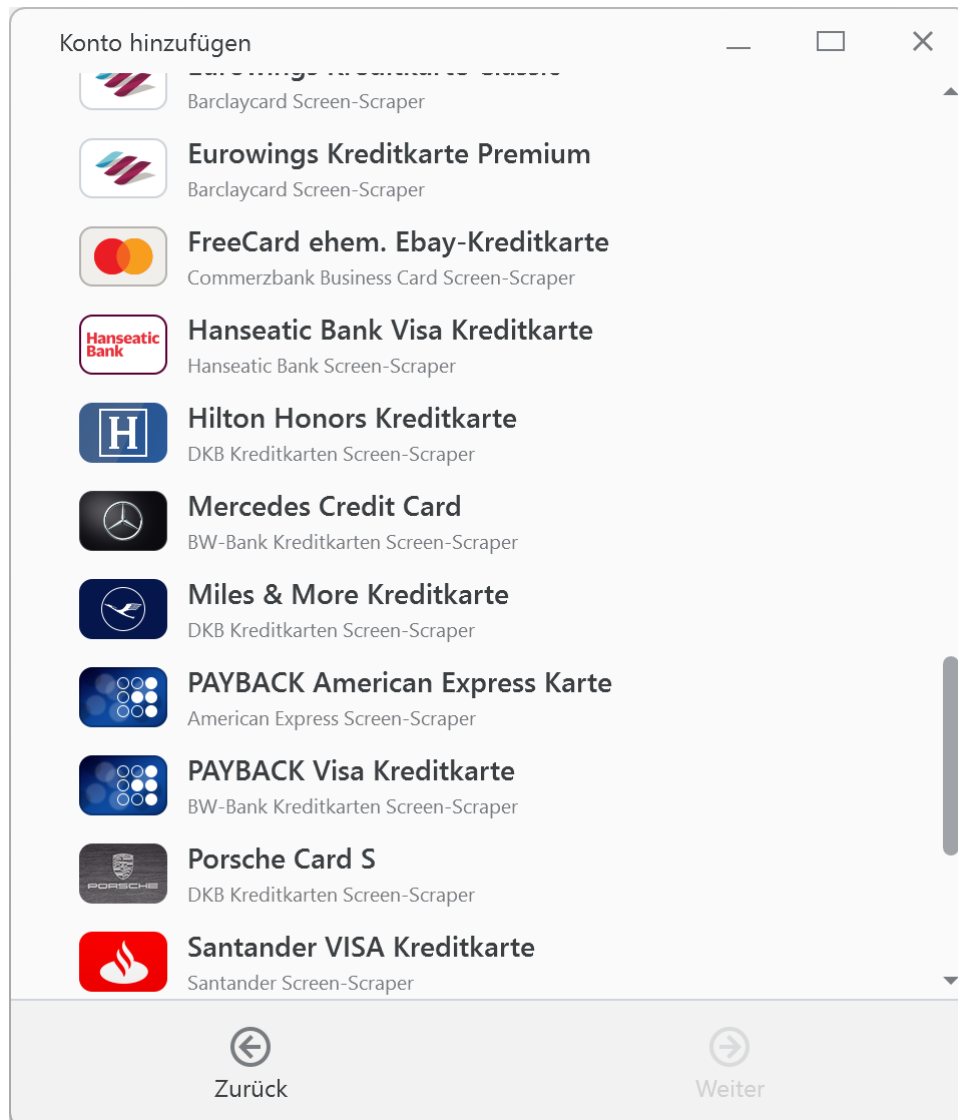 Konto hinzufügen
Eurowings Kreditkarte Classic
Barclaycard Screen-Scraper
Eurowings Kreditkarte Premium
Barclaycard Screen-Scraper
FreeCard ehem. Ebay-Kreditkarte
Commerzbank Business Card Screen-Scraper
Hanseatic Bank
Hanseatic Bank Visa Kreditkarte
Hanseatic Bank Screen-Scraper
H
Hilton Honors Kreditkarte
DKB Kreditkarten Screen-Scraper
Mercedes Credit Card
BW-Bank Kreditkarten Screen-Scraper
Miles & More Kreditkarte
DKB Kreditkarten Screen-Scraper
PAYBACK American Express Karte
American Express Screen-Scraper
PAYBACK Visa Kreditkarte
BW-Bank Kreditkarten Screen-Scraper
PORSCHE
Porsche Card S
DKB Kreditkarten Screen-Scraper
Santander VISA Kreditkarte
Santander Screen-Scraper
Zurück
Weiter